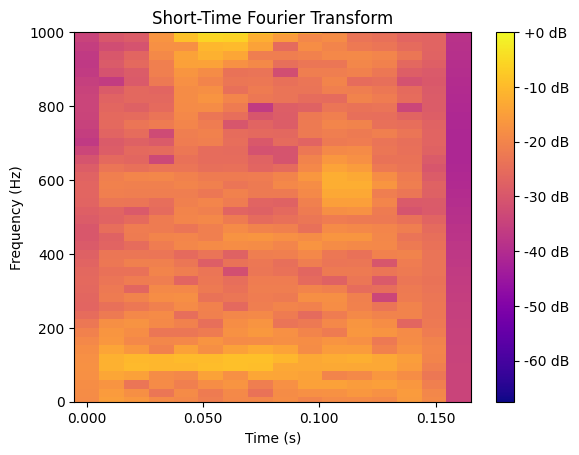 Short-Time Fourier Transform
Frequency (Hz)
1000
800
600
400
200
0
0.000 0.050 0.100 0.150
Time (s)
+0 dB
-10 dB
-20 dB
-30 dB
-40 dB
-50 dB
-60 dB